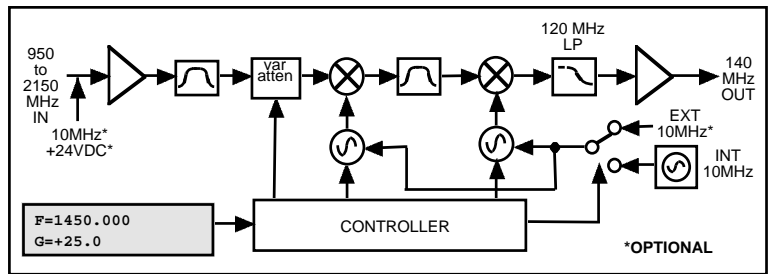 950
to
2150
MHz
IN
10MHz*
+24VDC*
var
atten
120 MHz
LP
140
MHz
OUT
EXT
10MHz*
INT
10MHz
F=1450.000
G=+25.0
CONTROLLER
*OPTIONAL